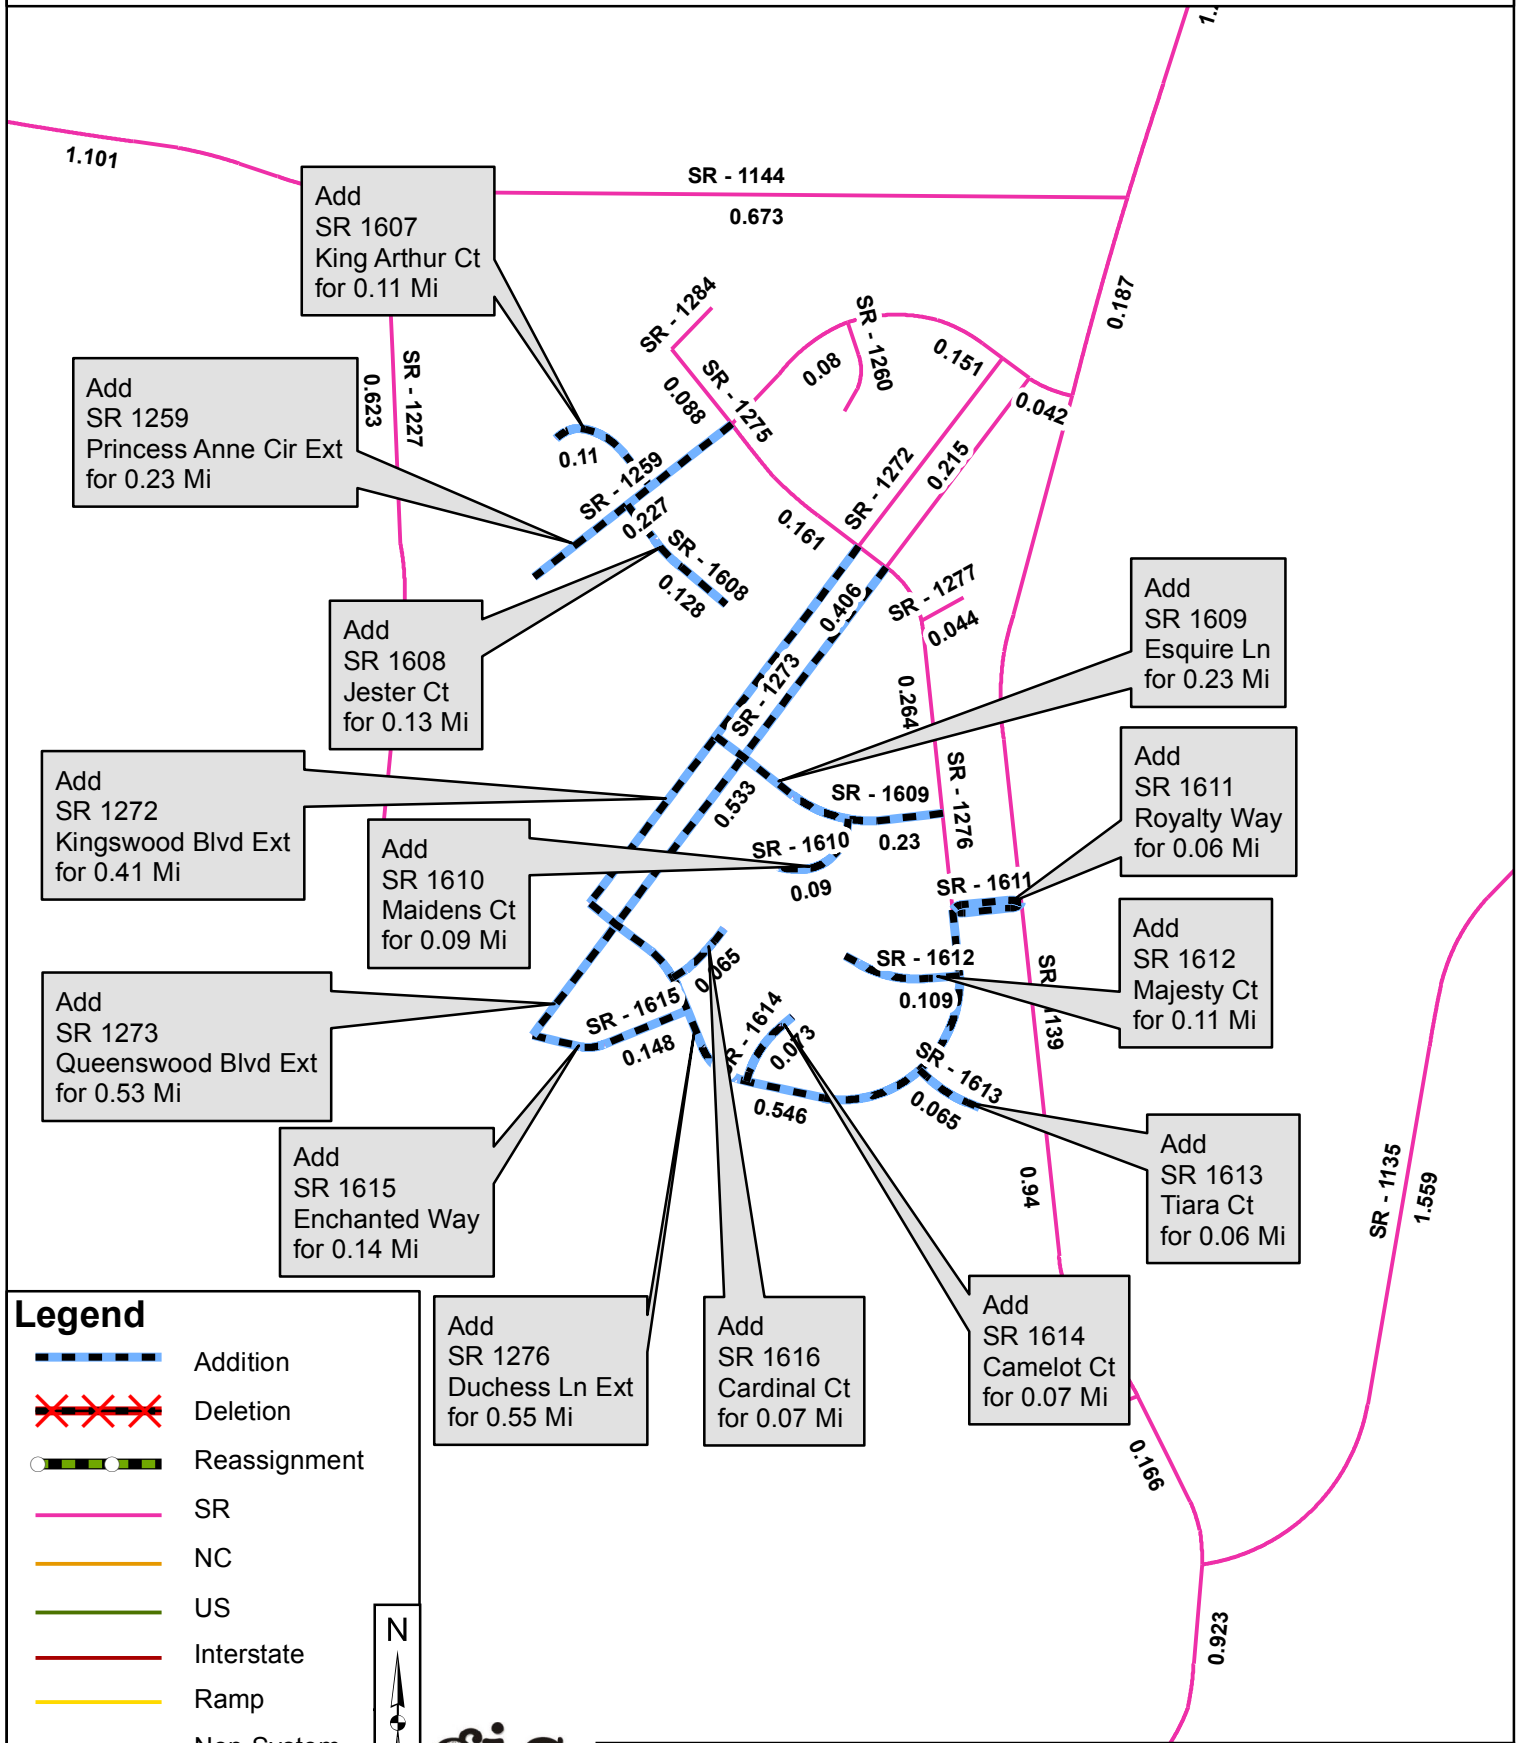 1.101
SR - 1144
0.673
Add
SR 1607
King Arthur Ct
for 0.11 Mi
0.187
SR - 1284
SR - 1260
0.08
0.151
0.042
SR - 1275
0.088
SR - 1227
0.623
Add
SR 1259
Princess Anne Cir Ext
for 0.23 Mi
0.11
SR - 1259
0.227
SR - 1272
0.215
0.161
SR - 1608
0.128
0.406
SR - 1277
0.044
Add
SR 1609
Esquire Ln
for 0.23 Mi
Add
SR 1608
Jester Ct
for 0.13 Mi
SR - 1273
0.264
Add
SR 1611
Royalty Way
for 0.06 Mi
Add
SR 1272
Kingswood Blvd Ext
for 0.41 Mi
0.533
SR - 1609
0.23
SR - 1276
Add
SR 1610
Maidens Ct
for 0.09 Mi
SR - 1610
0.09
SR - 1611
Add
SR 1612
Majesty Ct
for 0.11 Mi
SR - 1612
0.109
0.065
SR 1139
Add
SR 1273
Queenswood Blvd Ext
for 0.53 Mi
SR - 1615
0.148
SR - 1614
0.073
SR - 1613
0.065
0.546
Add
SR 1613
Tiara Ct
for 0.06 Mi
Add
SR 1615
Enchanted Way
for 0.14 Mi
0.94
SR - 1135
1.559
Add
SR 1276
Duchess Ln Ext
for 0.55 Mi
Add
SR 1616
Cardinal Ct
for 0.07 Mi
Add
SR 1614
Camelot Ct
for 0.07 Mi
0.166
0.923
Legend
Addition
Deletion
Reassignment
SR
NC
US
Interstate
Ramp
Non System
N